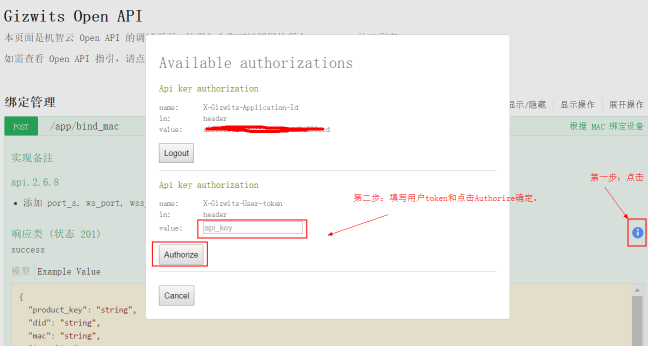 Gizwits Open API
本页面是机智云 Open API 的调试
如需查看 Open API 指引，请点
Available authorizations
Api key authorization
name: X-Gizwits-Application-Id
in: header
value:
Logout
绑定管理
显示/隐藏 显示操作 展开操作
POST /app/bind_mac
根据 MAC 绑定设备
实现备注
api.2.6.8
添加 port_s, ws_port, wss_
Api key authorization
name: X-Gizwits-User-token
in: header
value: api_key
Authorize
Cancel
第一步，点击
第二步：填写用户token和点击Authorize确定。
响应类 (状态 201)
success
模型 Example Value
{
"product_key": "string",
"did": "string",
"mac": "string",